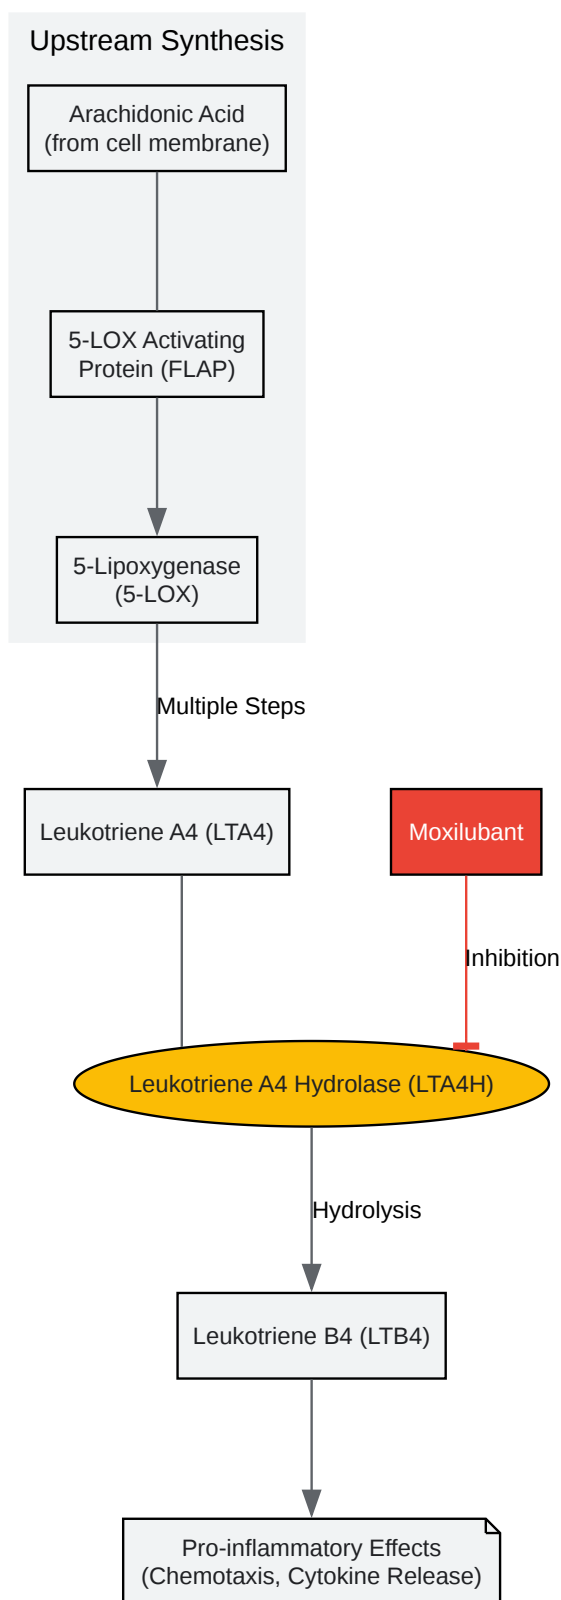 Upstream Synthesis
Arachidonic Acid
(from cell membrane)
5-LOX Activating
Protein (FLAP)
5-Lipoxygenase
(5-LOX)
Multiple Steps
Leukotriene A4 (LTA4)
Moxilubant
Inhibition
Leukotriene A4 Hydrolase (LTA4H)
Hydrolysis
Leukotriene B4 (LTB4)
Pro-inflammatory Effects
(Chemotaxis, Cytokine Release)